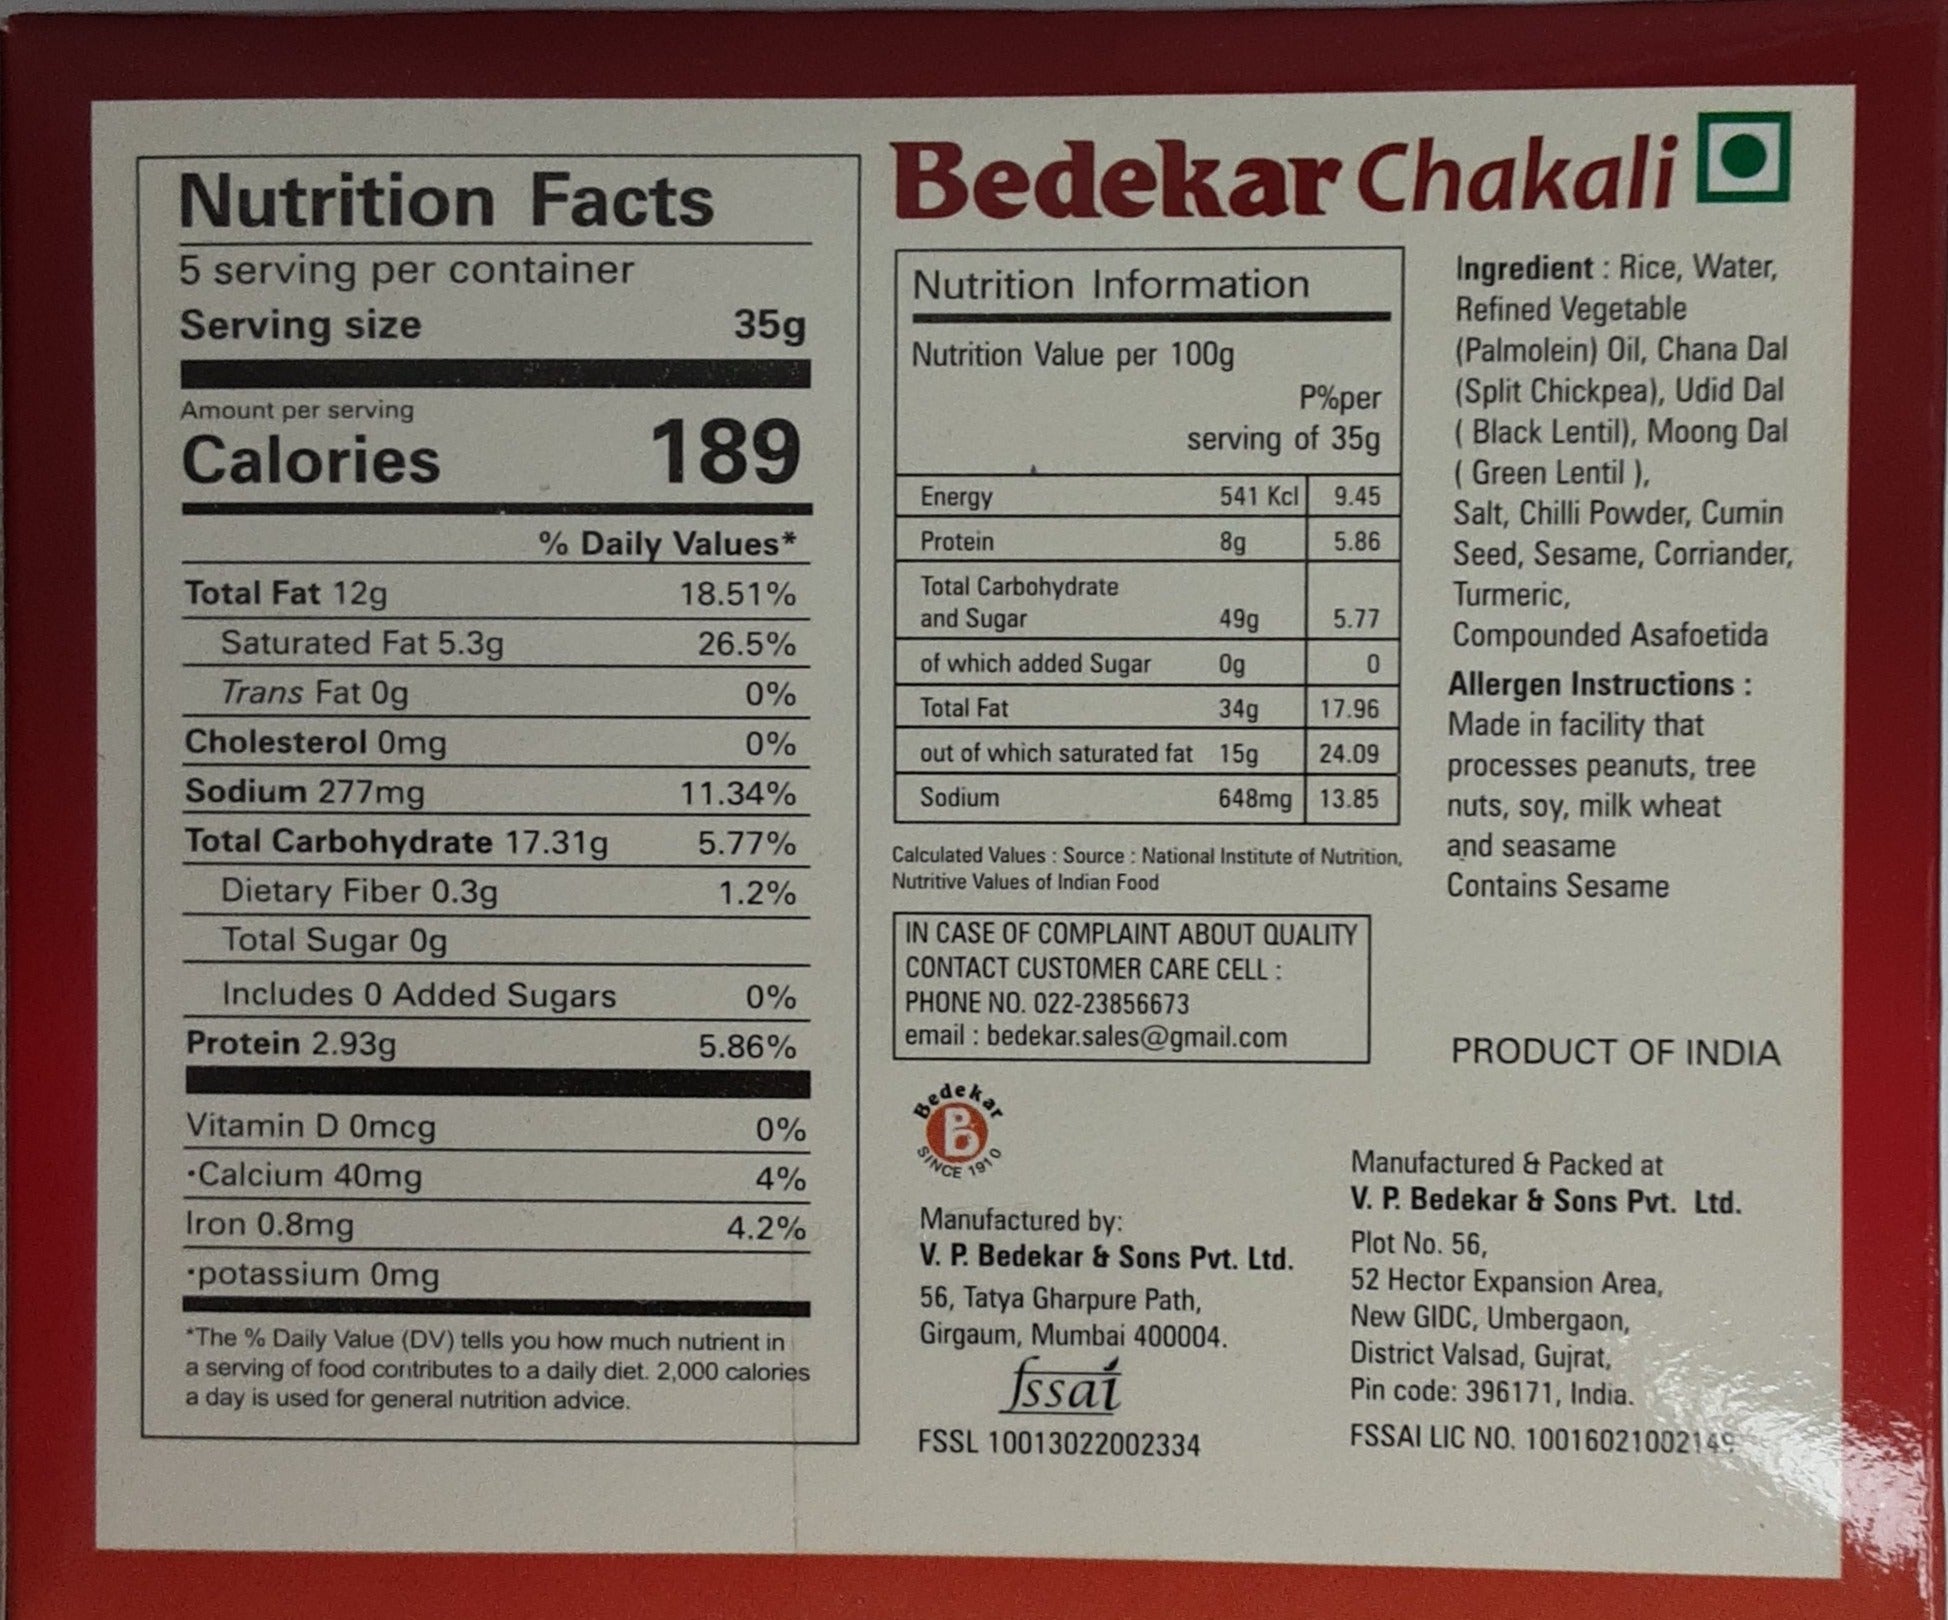 Nutrition Facts
5 serving per container
Serving size 35g
Amount per serving
Calories 189
% Daily Values*
Total Fat 12g 18.51%
Saturated Fat 5.3g 26.5%
Trans Fat 0g 0%
Cholesterol 0mg 0%
Sodium 277mg 11.34%
Total Carbohydrate 17.31g 5.77%
Dietary Fiber 0.3g 1.2%
Total Sugar 0g
Includes 0 Added Sugars 0%
Protein 2.93g 5.86%
Vitamin D 0mcg 0%
·Calcium 40mg 4%
Iron 0.8mg 4.2%
·potassium 0mg
*The % Daily Value (DV) tells you how much nutrient in
a serving of food contributes to a daily diet. 2,000 calories
a day is used for general nutrition advice.
Bedekar Chakali
Nutrition Information
Nutrition Value per 100g
P%per
serving of 35g
Energy 541 Kcl 9.45
Protein 8g 5.86
Total Carbohydrate
and Sugar 49g 5.77
of which added Sugar 0g 0
Total Fat 34g 17.96
out of which saturated fat 15g 24.09
Sodium 648mg 13.85
Calculated Values : Source : National Institute of Nutrition,
Nutritive Values of Indian Food
IN CASE OF COMPLAINT ABOUT QUALITY
CONTACT CUSTOMER CARE CELL :
PHONE NO. 022-23856673
email : bedekar.sales@gmail.com
Ingredient : Rice, Water,
Refined Vegetable
(Palmolein) Oil, Chana Dal
(Split Chickpea), Udid Dal
( Black Lentil), Moong Dal
( Green Lentil ),
Salt, Chilli Powder, Cumin
Seed, Sesame, Corriander,
Turmeric,
Compounded Asafoetida
Allergen Instructions :
Made in facility that
processes peanuts, tree
nuts, soy, milk wheat
and seasame
Contains Sesame
PRODUCT OF INDIA
Bedekar
B
SINCE 1910
Manufactured by:
V. P. Bedekar & Sons Pvt. Ltd.
56, Tatya Gharpure Path,
Girgaum, Mumbai 400004.
fssai
FSSL 10013022002334
Manufactured & Packed at
V. P. Bedekar & Sons Pvt. Ltd.
Plot No. 56,
52 Hector Expansion Area,
New GIDC, Umbergaon,
District Valsad, Gujrat,
Pin code: 396171, India.
FSSAI LIC NO. 10016021002149